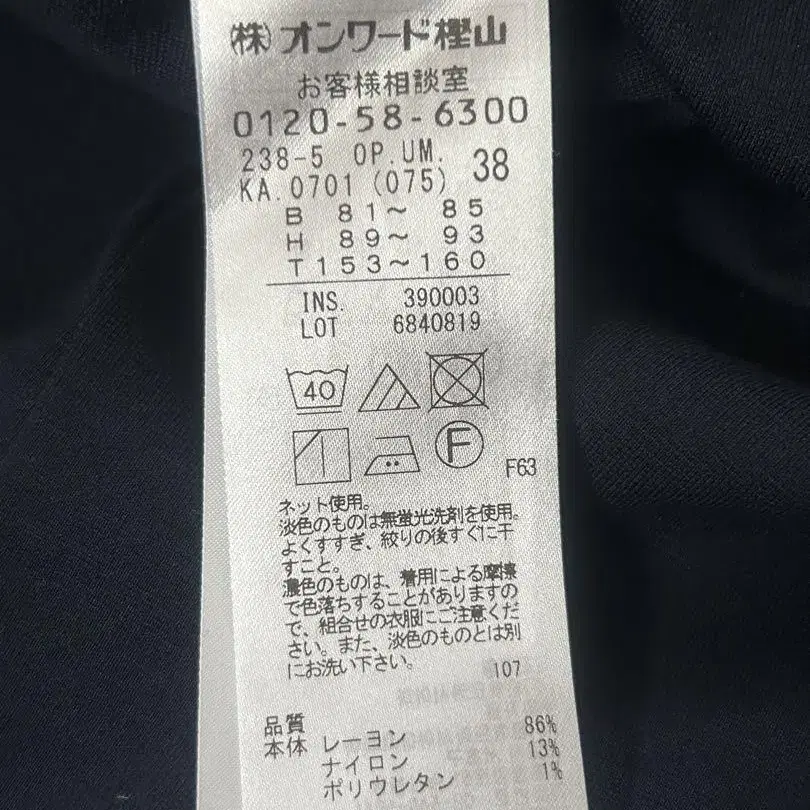 ㈱オンワード樫山
お客様相談室
0120-58-6300
238-5 OP.UM. 38
KA.0701 (075)
B 81～ 85
H 89～ 93
T153～160
INS. 390003
LOT 6840819
40
F
F63
ネット使用。
淡色のものは無蛍光洗剤を使用。
よくすすぎ、絞りの後すぐに干
すこと。
濃色のものは、着用による摩擦
で色落ちすることがありますの
で、組合せの衣服にご注意くだ
さい。また、淡色のものとは別
にお洗い下さい。
107
品質
本体 レーヨン 86%
ナイロン 13%
ポリウレタン 1%